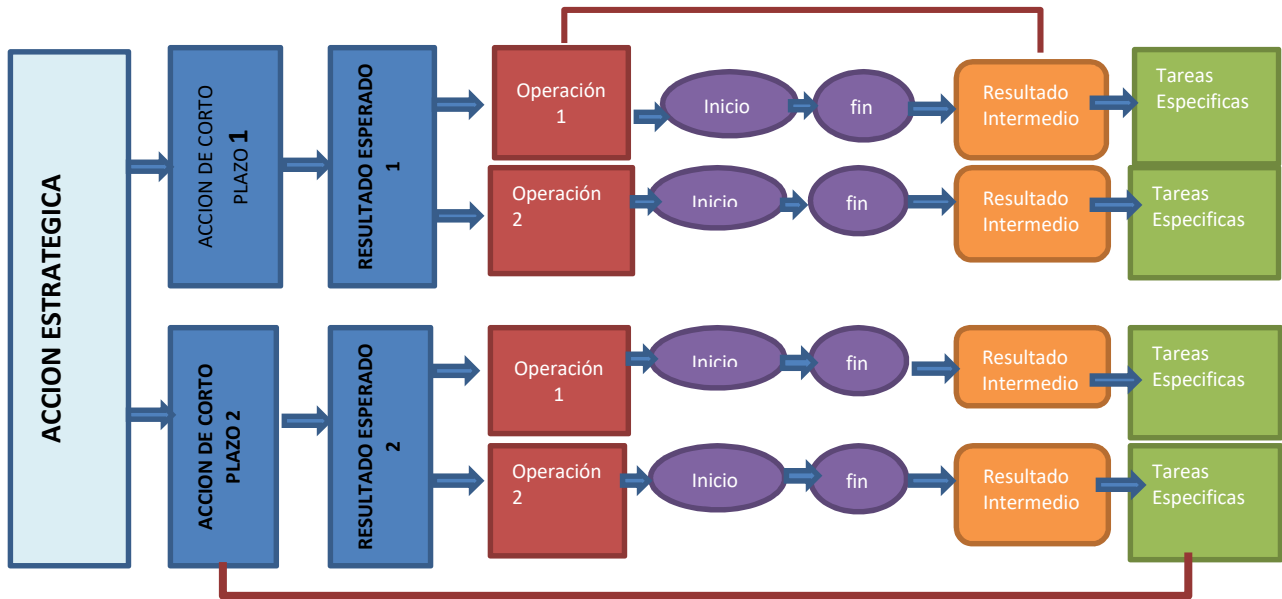 ACCION ESTRATEGICA
ACCION DE CORTO
PLAZO 1
RESULTADO ESPERADO
1
Operación
1
Inicio
fin
Resultado
Intermedio
Tareas
Especificas
Operación
2
Inicio
fin
Resultado
Intermedio
Tareas
Especificas
ACCION DE CORTO
PLAZO 2
RESULTADO ESPERADO
2
Operación
1
Inicio
fin
Resultado
Intermedio
Tareas
Especificas
Operación
2
Inicio
fin
Resultado
Intermedio
Tareas
Especificas